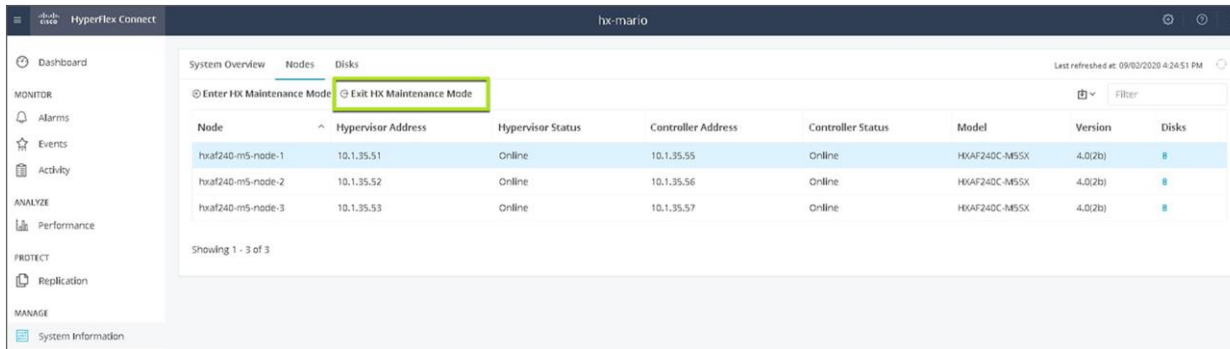 cisco HyperFlex Connect hx-mario
Dashboard
MONITOR
Alarms
Events
Activity
ANALYZE
Performance
PROTECT
Replication
MANAGE
System Information
System Overview Nodes Disks Last refreshed at: 09/02/2020 4:24:51 PM
Enter HX Maintenance Mode Exit HX Maintenance Mode Filter
Node Hypervisor Address Hypervisor Status Controller Address Controller Status Model Version Disks
hxaf240-m5-node-1 10.1.35.51 Online 10.1.35.55 Online HXAF240C-M5SX 4.0(2b) 8
hxaf240-m5-node-2 10.1.35.52 Online 10.1.35.56 Online HXAF240C-M5SX 4.0(2b) 8
hxaf240-m5-node-3 10.1.35.53 Online 10.1.35.57 Online HXAF240C-M5SX 4.0(2b) 8
Showing 1 - 3 of 3